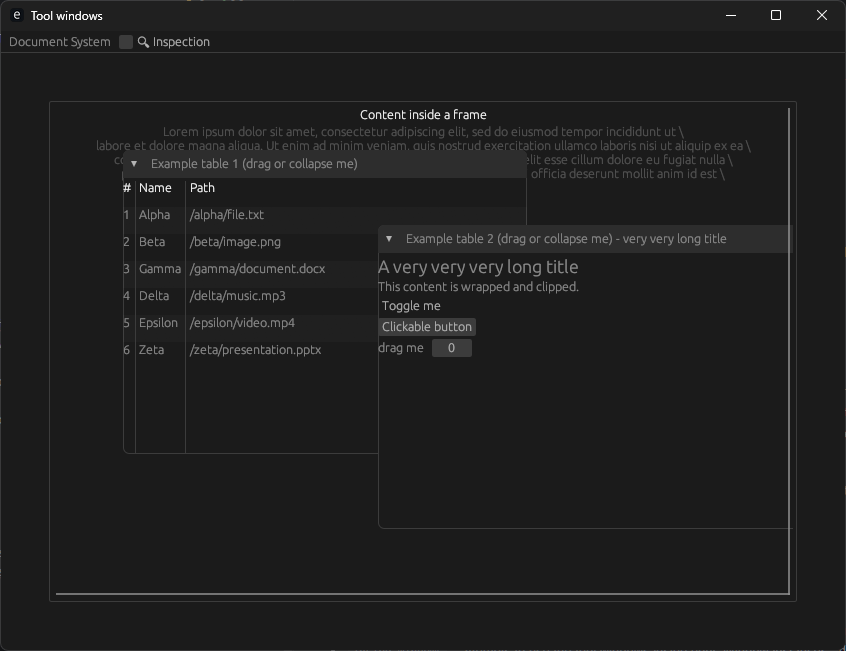 e Tool windows
Document System 🔍 Inspection
Content inside a frame
Lorem ipsum dolor sit amet, consectetur adipiscing elit, sed do eiusmod tempor incididunt ut \
labore et dolore magna aliqua. Ut enim ad minim veniam, quis nostrud exercitation ullamco laboris nisi ut aliquip ex ea \
elit esse cillum dolore eu fugiat nulla \
officia deserunt mollit anim id est \
▼ Example table 1 (drag or collapse me)
# Name Path
1 Alpha /alpha/file.txt
2 Beta /beta/image.png
3 Gamma /gamma/document.docx
4 Delta /delta/music.mp3
5 Epsilon /epsilon/video.mp4
6 Zeta /zeta/presentation.pptx
▼ Example table 2 (drag or collapse me) - very very long title
A very very very long title
This content is wrapped and clipped.
Toggle me
Clickable button
drag me 0